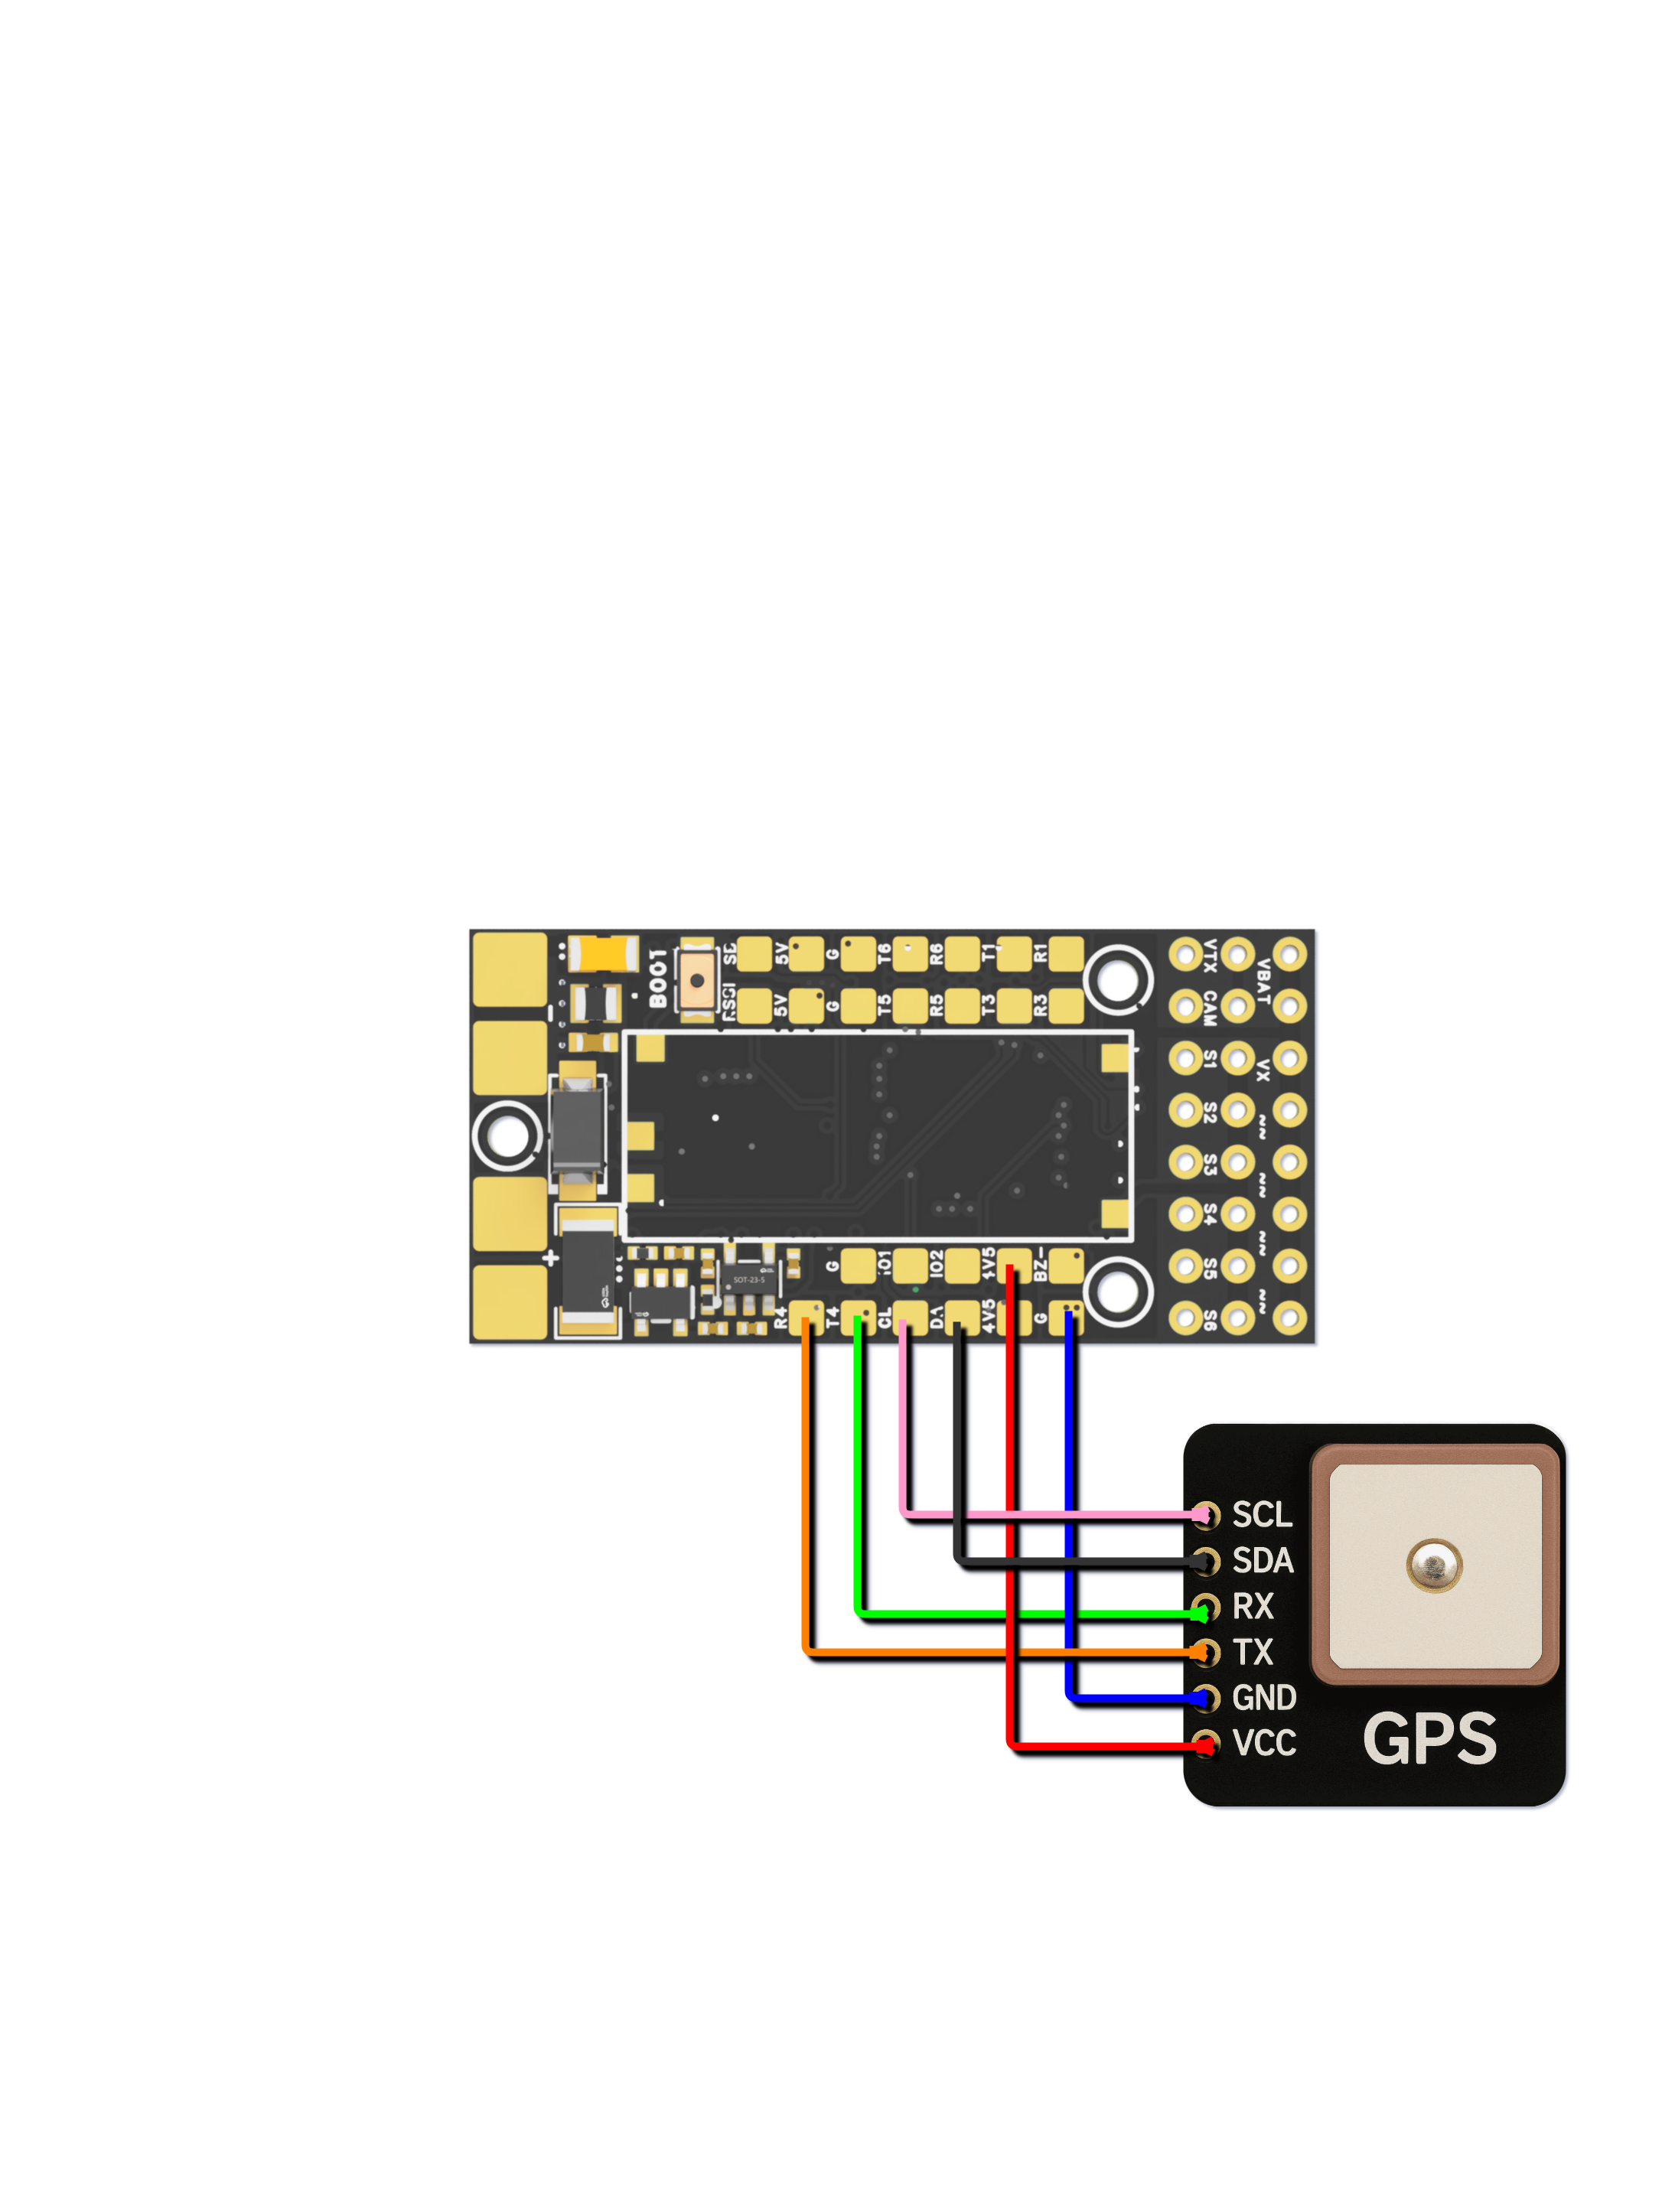 BOOT
SE 5V G T6 R6 T1 R1
RSSI 5V G T5 R5 T3 R3
VTX VBAT
CAM
S1 VX
S2
S3
S4
S5
S6
-
+
SOT-23-5
G IO1 IO2 4V5 BZ-
R4 T4 CL DA 4V5 G
SCL
SDA
RX
TX
GND
VCC
GPS